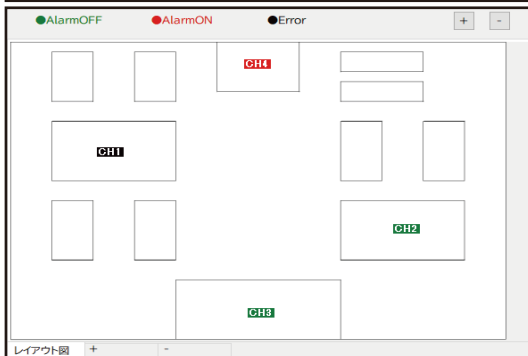 ●AlarmOFF ●AlarmON ●Error + -
CH4
CH1
CH2
CH3
レイアウト図 + -